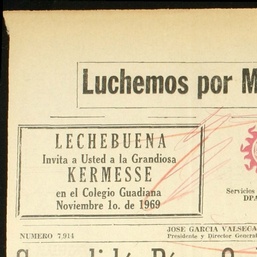 Luchemos por M
LECHEBUENA
Invita a Usted a la Grandiosa
KERMESSE
en el Colegio Guadiana
Noviembre 1o. de 1969
Servicios
DPA
JOSE GARCIA VALSECA
Presidente y Director General
NUMERO 7,914